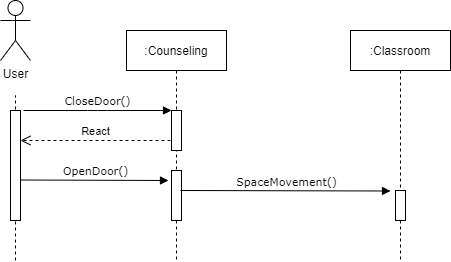 :Counseling
:Classroom
User
CloseDoor()
React
OpenDoor()
SpaceMovement()